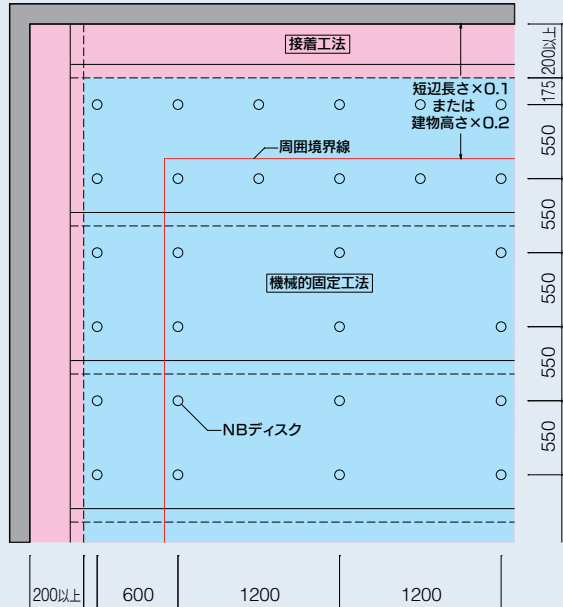 接着工法
短辺長さ×0.1
または
建物高さ×0.2
周囲境界線
機械的固定工法
NBディスク
200以上
175
550
550
550
550
550
200以上
600
1200
1200